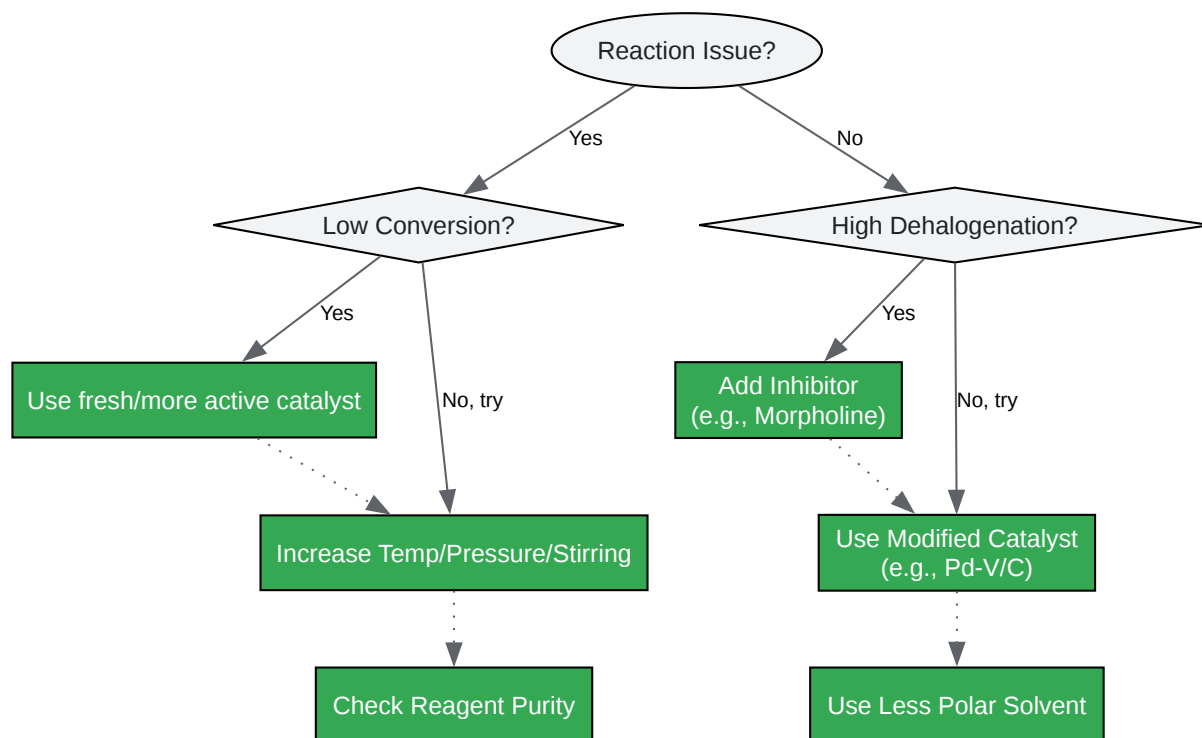 Reaction Issue?
Yes
No
Low Conversion?
High Dehalogenation?
Yes
Yes
Use fresh/more active catalyst
Add Inhibitor
(e.g., Morpholine)
No, try
No, try
Increase Temp/Pressure/Stirring
Use Modified Catalyst
(e.g., Pd-V/C)
Check Reagent Purity
Use Less Polar Solvent